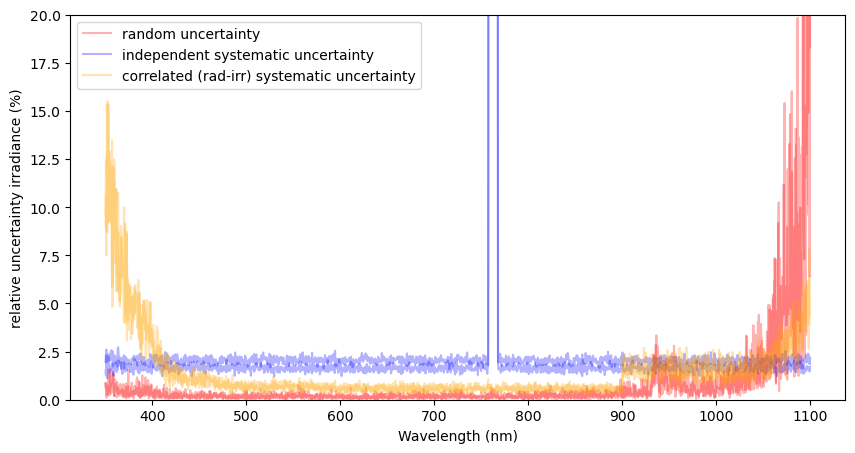 20.0
17.5
15.0
12.5
10.0
7.5
5.0
2.5
0.0
relative uncertainty irradiance (%)
random uncertainty
independent systematic uncertainty
correlated (rad-irr) systematic uncertainty
400 500 600 700 800 900 1000 1100
Wavelength (nm)